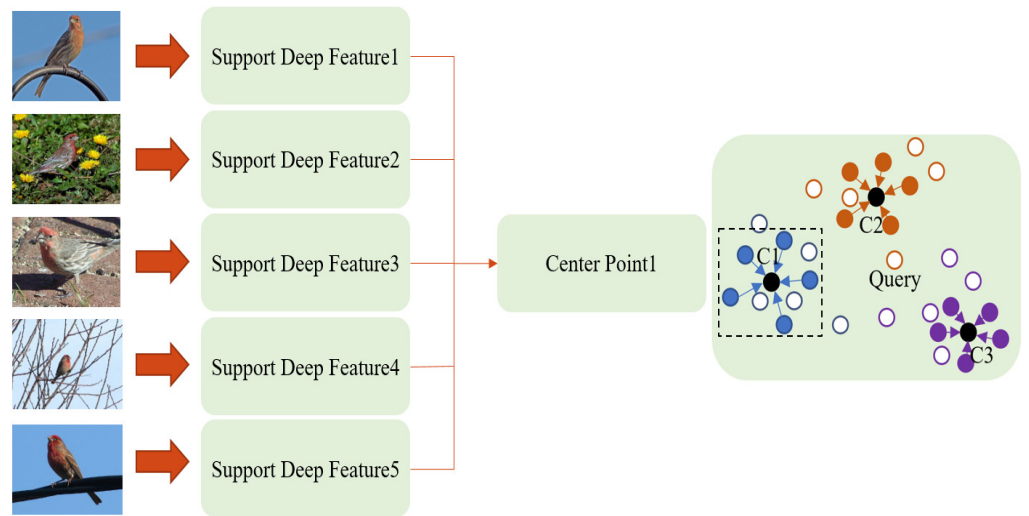 Support Deep Feature1
Support Deep Feature2
Support Deep Feature3
Support Deep Feature4
Support Deep Feature5
Center Point1
C1
C2
Query
C3